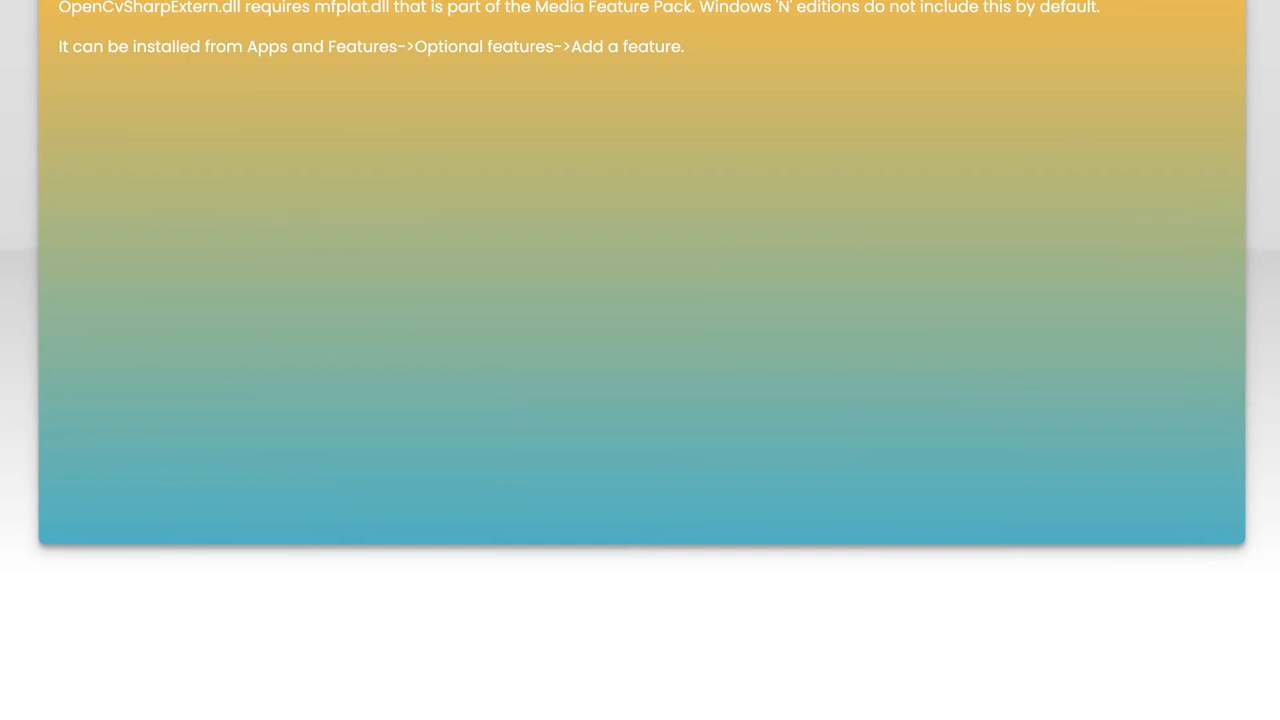 OpenCvSharpExtern.dll requires mfplat.dll that is part of the Media Feature Pack. Windows 'N' editions do not include this by default.
It can be installed from Apps and Features->Optional features->Add a feature.